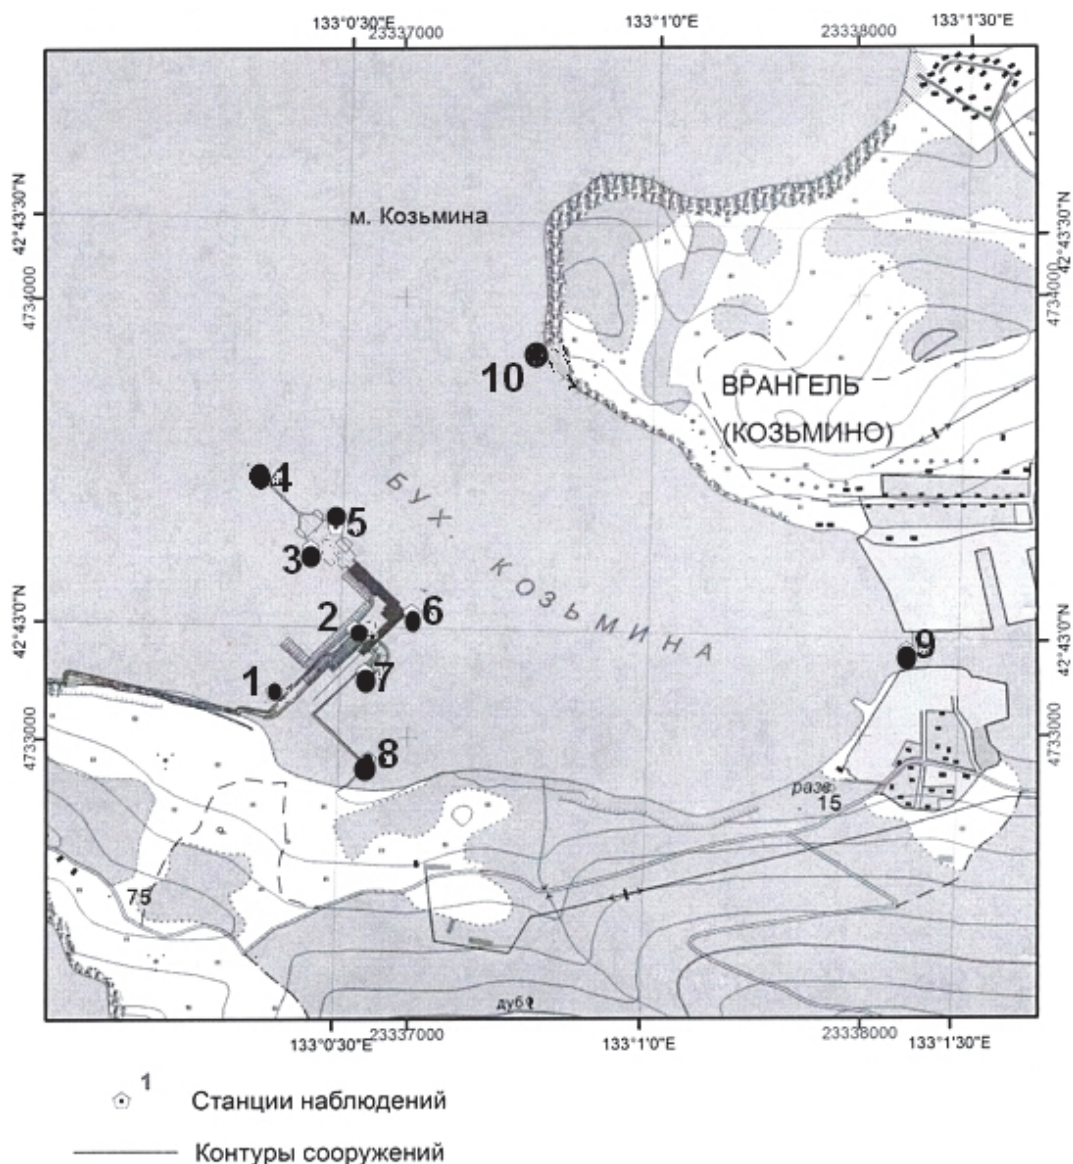 133°0'30"E
133°1'0"E
133°1'30"E
23337000
23338000
42°43'30"N
42°43'30"N
м. Козьмина
4734000
4734000
10
ВРАНГЕЛЬ
(КОЗЬМИНО)
4
5
3
БУХ КОЗЬМИНА
2
6
42°43'0"N
42°43'0"N
9
1
7
4733000
4733000
8
разв.
15
75
дуб
23337000
23338000
133°0'30"E
133°1'0"E
133°1'30"E
1
Станции наблюдений
Контуры сооружений